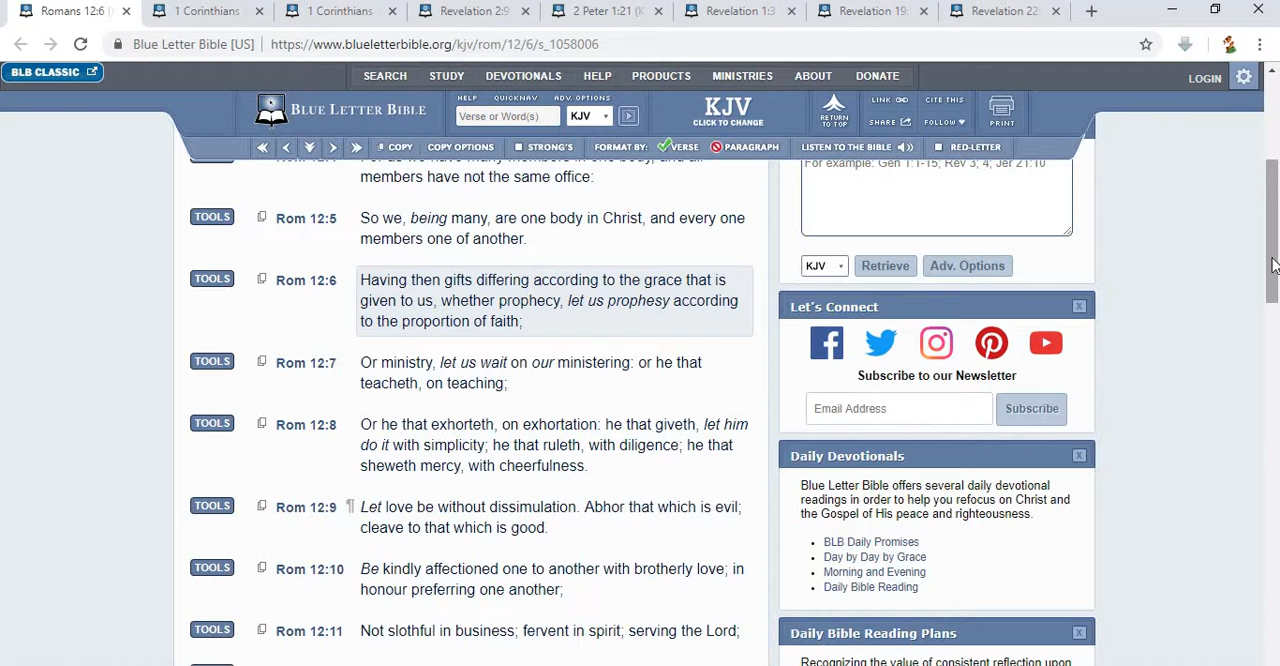 Romans 12:6 (
1 Corinthians
1 Corinthians
Revelation 2:9
2 Peter 1:21 (K
Revelation 1:3
Revelation 19:
Revelation 22:
Blue Letter Bible [US]
https://www.blueletterbible.org/kjv/rom/12/6/s_1058006
BLB CLASSIC
SEARCH STUDY DEVOTIONALS HELP PRODUCTS MINISTRIES ABOUT DONATE
LOGIN
BLUE LETTER BIBLE
HELP QUICKNAV ADV. OPTIONS
Verse or Word(s)
KJV
KJV
CLICK TO CHANGE
RETURN
TO TOP
LINK CITE THIS
SHARE FOLLOW
PRINT
COPY COPY OPTIONS STRONG'S FORMAT BY: VERSE PARAGRAPH LISTEN TO THE BIBLE RED-LETTER
members have not the same office:
TOOLS Rom 12:5 So we, being many, are one body in Christ, and every one
members one of another.
TOOLS Rom 12:6 Having then gifts differing according to the grace that is
given to us, whether prophecy, let us prophesy according
to the proportion of faith;
TOOLS Rom 12:7 Or ministry, let us wait on our ministering: or he that
teacheth, on teaching;
TOOLS Rom 12:8 Or he that exhorteth, on exhortation: he that giveth, let him
do it with simplicity; he that ruleth, with diligence; he that
sheweth mercy, with cheerfulness.
TOOLS Rom 12:9 ¶ Let love be without dissimulation. Abhor that which is evil;
cleave to that which is good.
TOOLS Rom 12:10 Be kindly affectioned one to another with brotherly love; in
honour preferring one another;
TOOLS Rom 12:11 Not slothful in business; fervent in spirit; serving the Lord;
For example: Gen 1:1-15; Rev 3; 4; Jer 21:10
KJV Retrieve Adv. Options
Let's Connect X
Subscribe to our Newsletter
Email Address Subscribe
Daily Devotionals X
Blue Letter Bible offers several daily devotional
readings in order to help you refocus on Christ and
the Gospel of His peace and righteousness.
• BLB Daily Promises
• Day by Day by Grace
• Morning and Evening
• Daily Bible Reading
Daily Bible Reading Plans X
Recognizing the value of consistent reflection upon